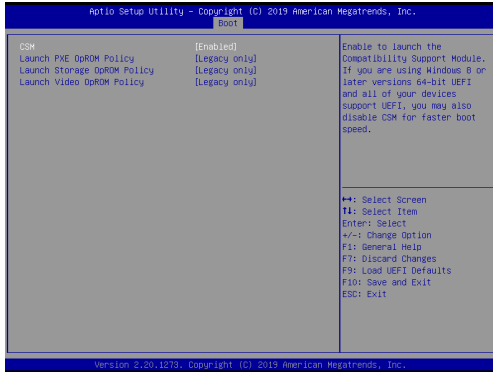 Aptio Setup Utility – Copyright (C) 2019 American Megatrends, Inc.
Boot
CSM [Enabled]
Launch PXE OpROM Policy [Legacy only]
Launch Storage OpROM Policy [Legacy only]
Launch Video OpROM Policy [Legacy only]
Enable to launch the
Compatibility Support Module.
If you are using Windows 8 or
later versions 64-bit UEFI
and all of your devices
support UEFI, you may also
disable CSM for faster boot
speed.
↔: Select Screen
↑↓: Select Item
Enter: Select
+/-: Change Option
F1: General Help
F7: Discard Changes
F9: Load UEFI Defaults
F10: Save and Exit
ESC: Exit
Version 2.20.1273. Copyright (C) 2019 American Megatrends, Inc.